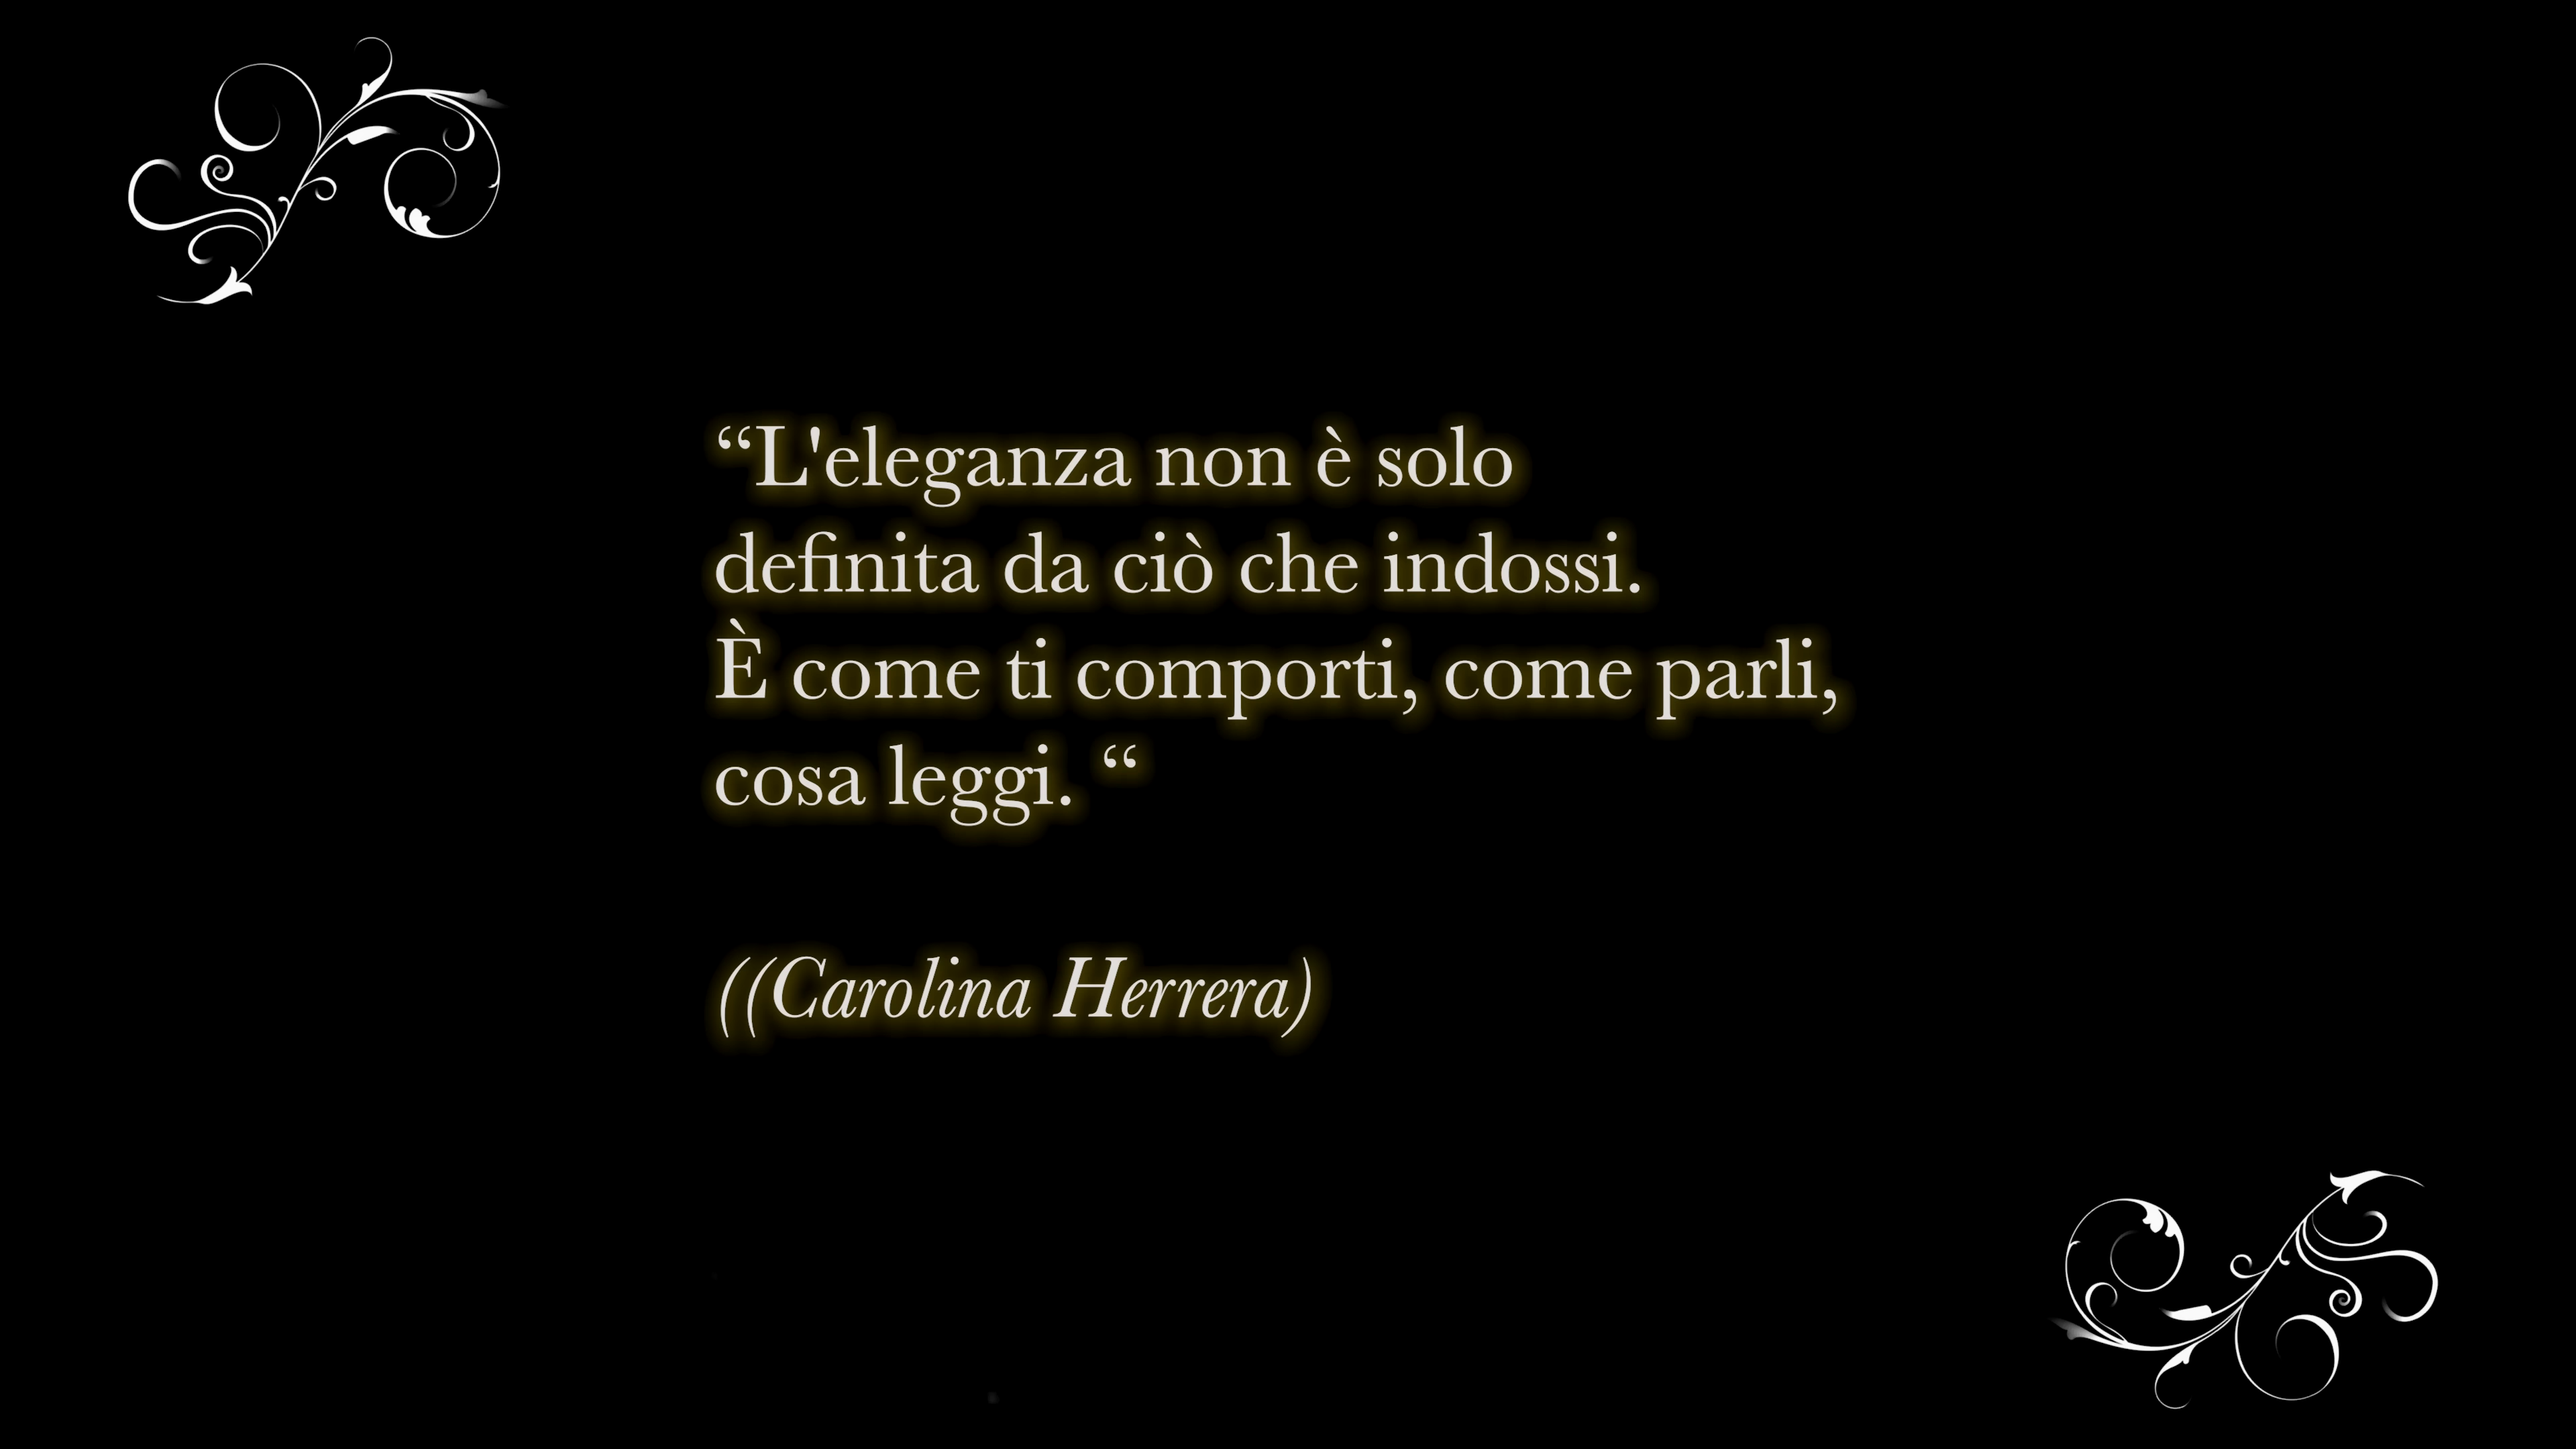 “L'eleganza non è solo
definita da ciò che indossi.
È come ti comporti, come parli,
cosa leggi. “
((Carolina Herrera)